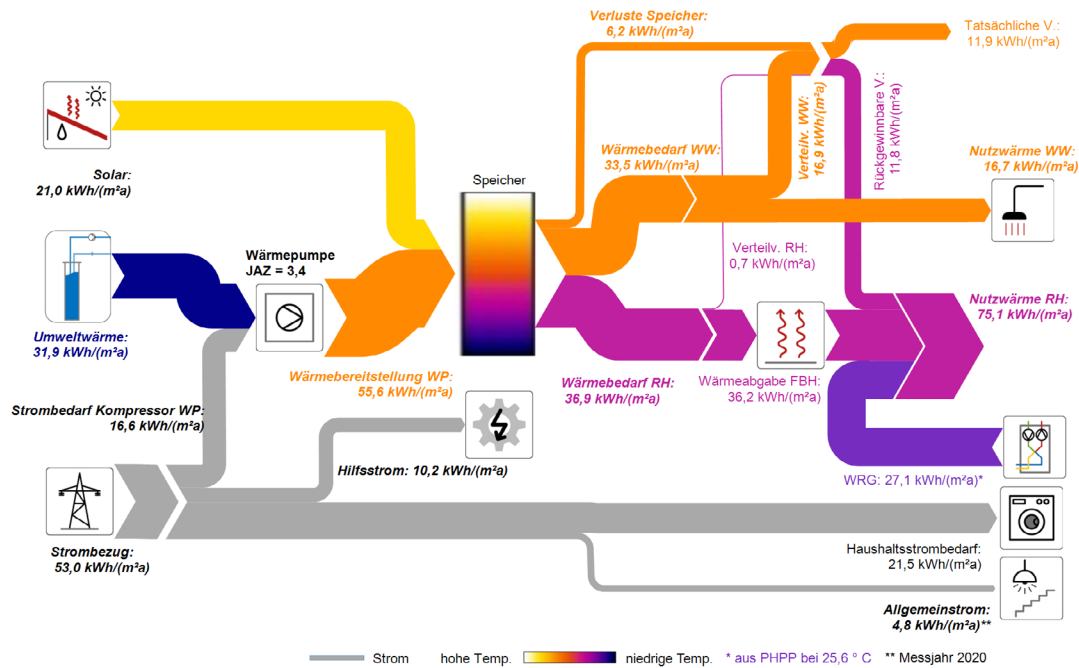 Verluste Speicher:
6,2 kWh/(m²a)
Tatsächliche V.:
11,9 kWh/(m²a)
Solar:
21,0 kWh/(m²a)
Speicher
Wärmebedarf WW:
33,5 kWh/(m²a)
Verteilv. WW:
16,9 kWh/(m²a)
Rückgewinnbare V.:
11,8 kWh/(m²a)
Nutzwärme WW:
16,7 kWh/(m²a)
Wärmepumpe
JAZ = 3,4
Verteilv. RH:
0,7 kWh/(m²a)
Nutzwärme RH:
75,1 kWh/(m²a)
Umweltwärme:
31,9 kWh/(m²a)
Wärmebereitstellung WP:
55,6 kWh/(m²a)
Wärmebedarf RH:
36,9 kWh/(m²a)
Wärmeabgabe FBH:
36,2 kWh/(m²a)
Strombedarf Kompressor WP:
16,6 kWh/(m²a)
Hilfsstrom: 10,2 kWh/(m²a)
WRG: 27,1 kWh/(m²a)*
Strombezug:
53,0 kWh/(m²a)
Haushaltsstrombedarf:
21,5 kWh/(m²a)
Allgemeinstrom:
4,8 kWh/(m²a)**
Strom
hohe Temp.
niedrige Temp.
* aus PHPP bei 25,6 ° C
** Messjahr 2020